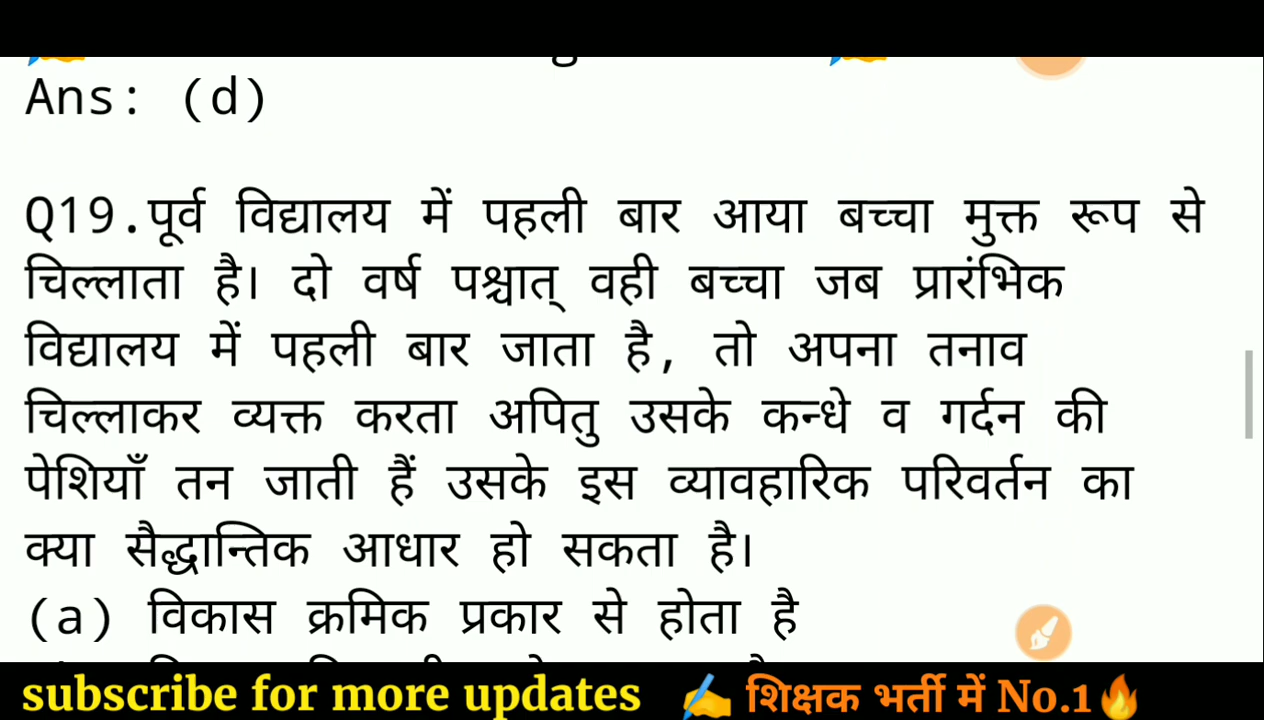 Ans: (d)
Q19.पूर्व विद्यालय में पहली बार आया बच्चा मुक्त रूप से
चिल्लाता है। दो वर्ष पश्चात् वही बच्चा जब प्रारंभिक
विद्यालय में पहली बार जाता है, तो अपना तनाव
चिल्लाकर व्यक्त करता अपितु उसके कन्धे व गर्दन की
पेशियाँ तन जाती हैं उसके इस व्यावहारिक परिवर्तन का
क्या सैद्धान्तिक आधार हो सकता है।
(a) विकास क्रमिक प्रकार से होता है
subscribe for more updates ✍️ शिक्षक भर्ती में No.1🔥